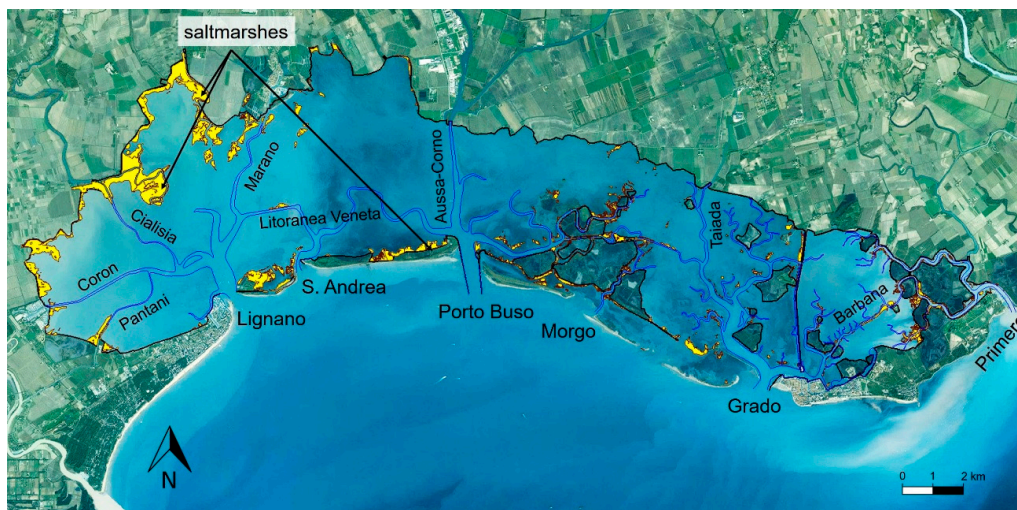 saltmarshes
Marano
Aussa-Corno
Taiada
Litoranea Veneta
Cialisia
Coron
Pantani
S. Andrea
Lignano
Porto Buso
Morgo
Barbana
Primero
Grado
N
0 1 2 km